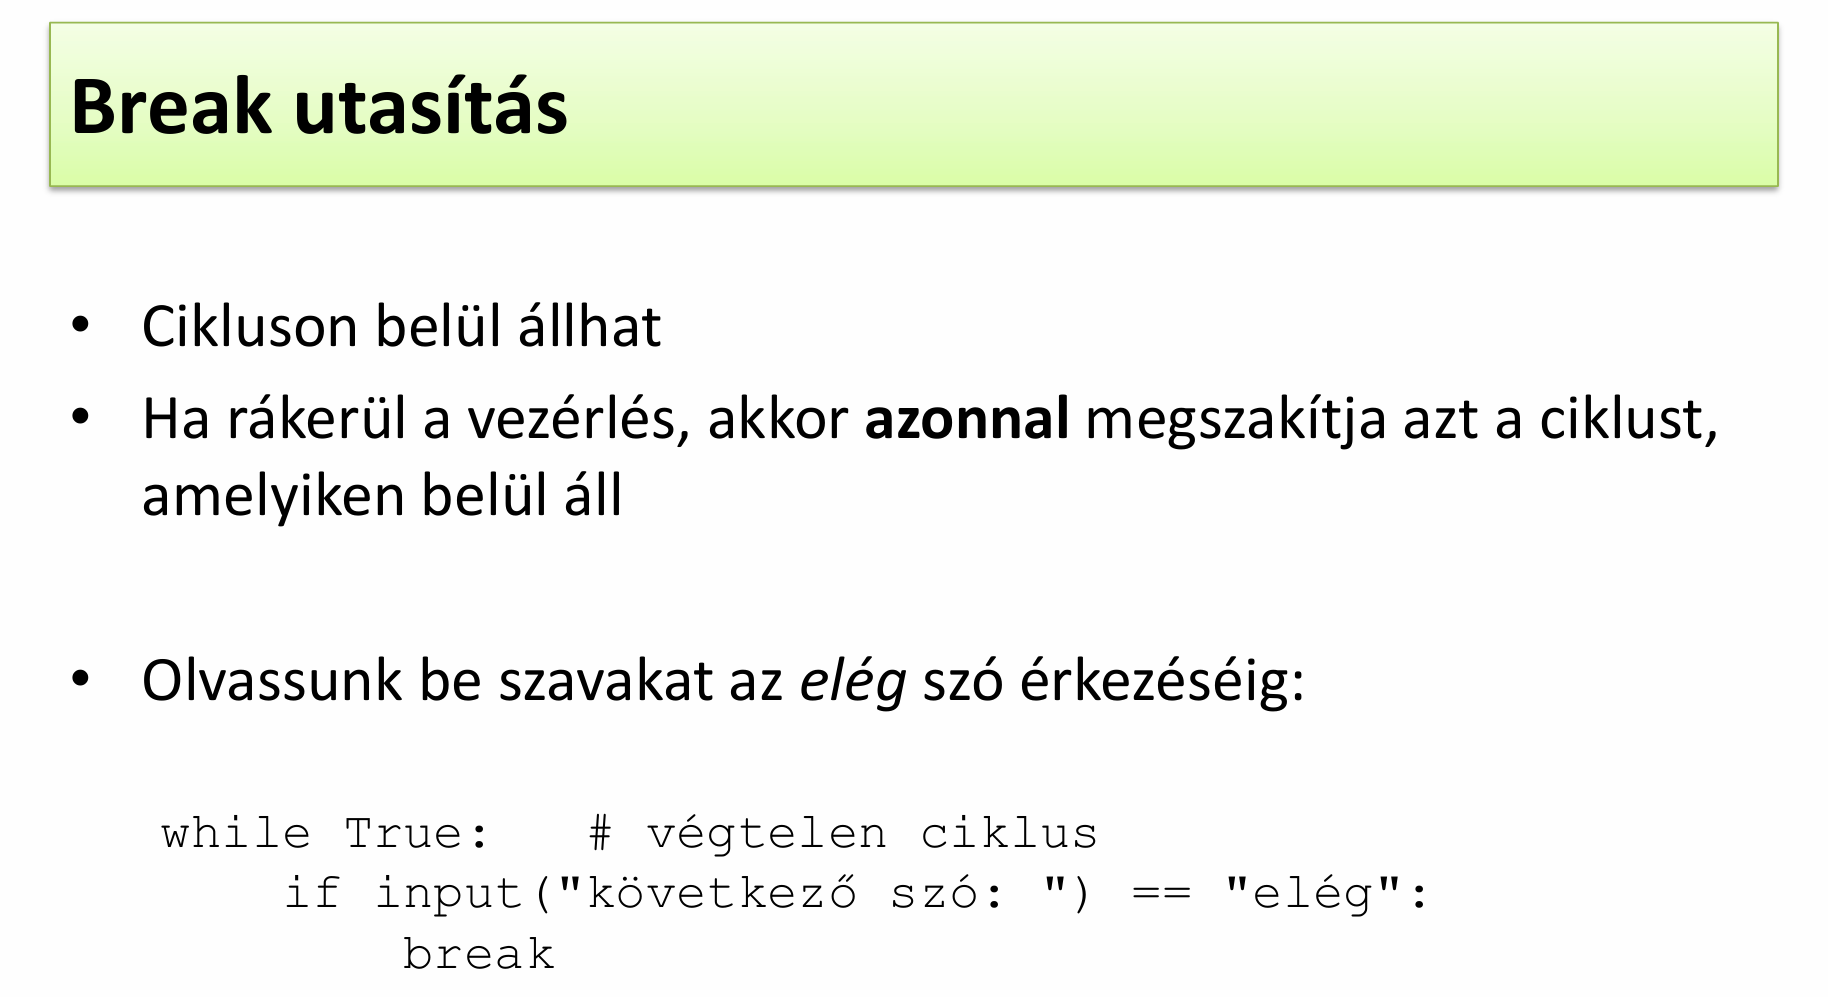 Break utasítás
• Cikluson belül állhat
• Ha rákerül a vezérlés, akkor azonnal megszakítja azt a ciklust,
amelyiken belül áll
• Olvassunk be szavakat az elég szó érkezéséig:
while True:   # végtelen ciklus
    if input("következő szó: ") == "elég":
        break